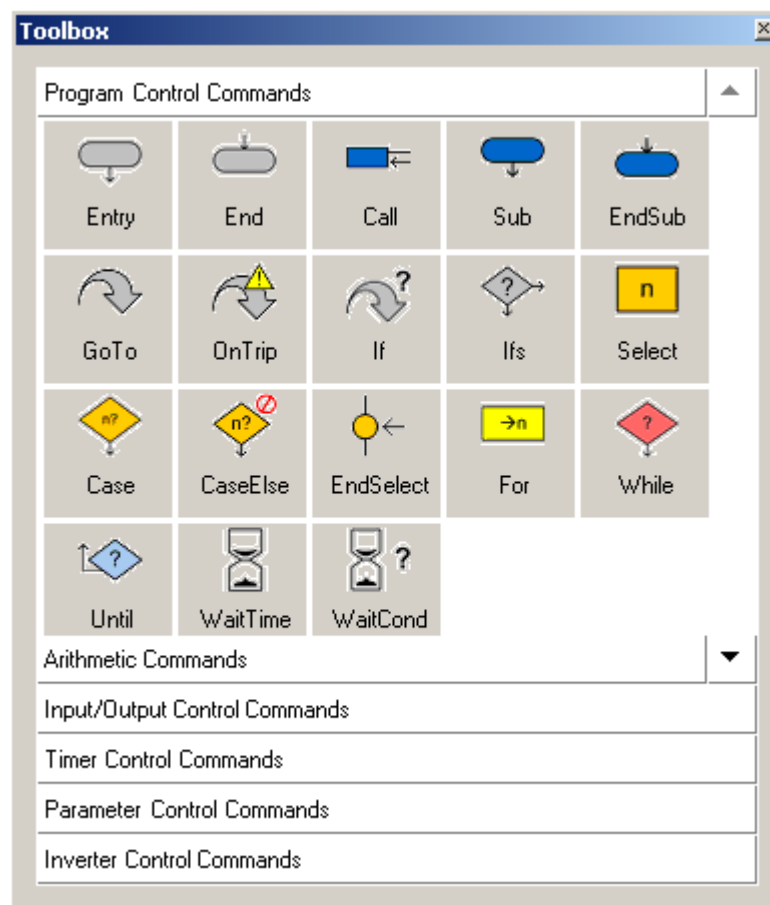 Toolbox
Program Control Commands
Entry End Call Sub EndSub
?
? n
GoTo OnTrip If Ifs Select
n? n? →n ?
Case CaseElse EndSelect For While
? ?
Until WaitTime WaitCond
Arithmetic Commands
Input/Output Control Commands
Timer Control Commands
Parameter Control Commands
Inverter Control Commands